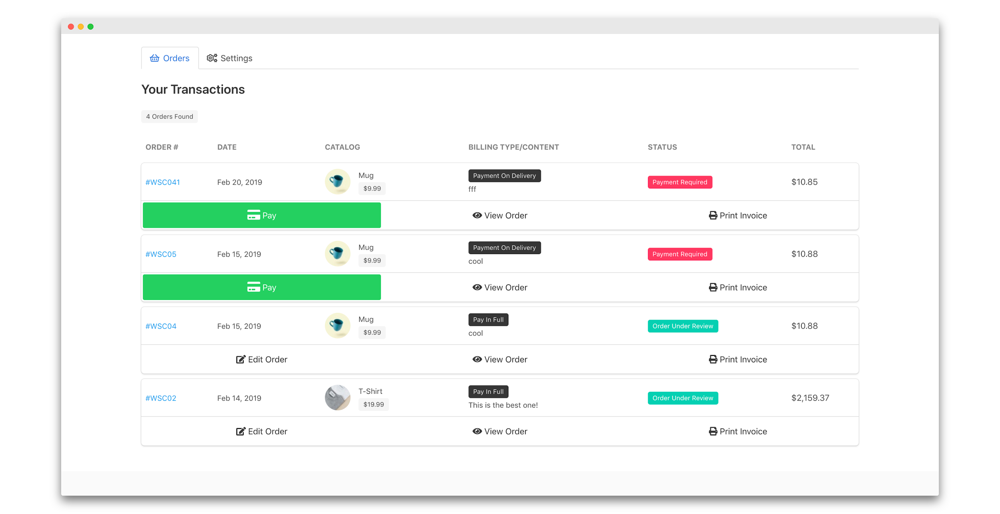 Orders Settings
Your Transactions
4 Orders Found
ORDER # DATE CATALOG BILLING TYPE/CONTENT STATUS TOTAL
#WSC041 Feb 20, 2019 Mug $9.99 Payment On Delivery fff Payment Required $10.85
Pay View Order Print Invoice
#WSC05 Feb 15, 2019 Mug $9.99 Payment On Delivery cool Payment Required $10.88
Pay View Order Print Invoice
#WSC04 Feb 15, 2019 Mug $9.99 Pay In Full cool Order Under Review $10.88
Edit Order View Order Print Invoice
#WSC02 Feb 14, 2019 T-Shirt $19.99 Pay In Full This is the best one! Order Under Review $2,159.37
Edit Order View Order Print Invoice